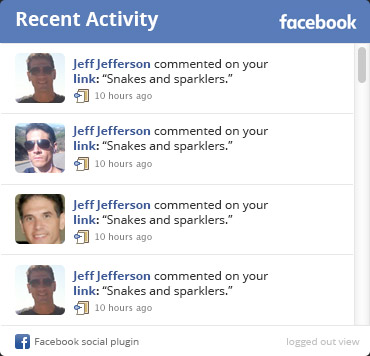 Recent Activity
facebook
Jeff Jefferson commented on your
link: “Snakes and sparklers.”
10 hours ago
Jeff Jefferson commented on your
link: “Snakes and sparklers.”
10 hours ago
Jeff Jefferson commented on your
link: “Snakes and sparklers.”
10 hours ago
Jeff Jefferson commented on your
link: “Snakes and sparklers.”
10 hours ago
Facebook social plugin
logged out view